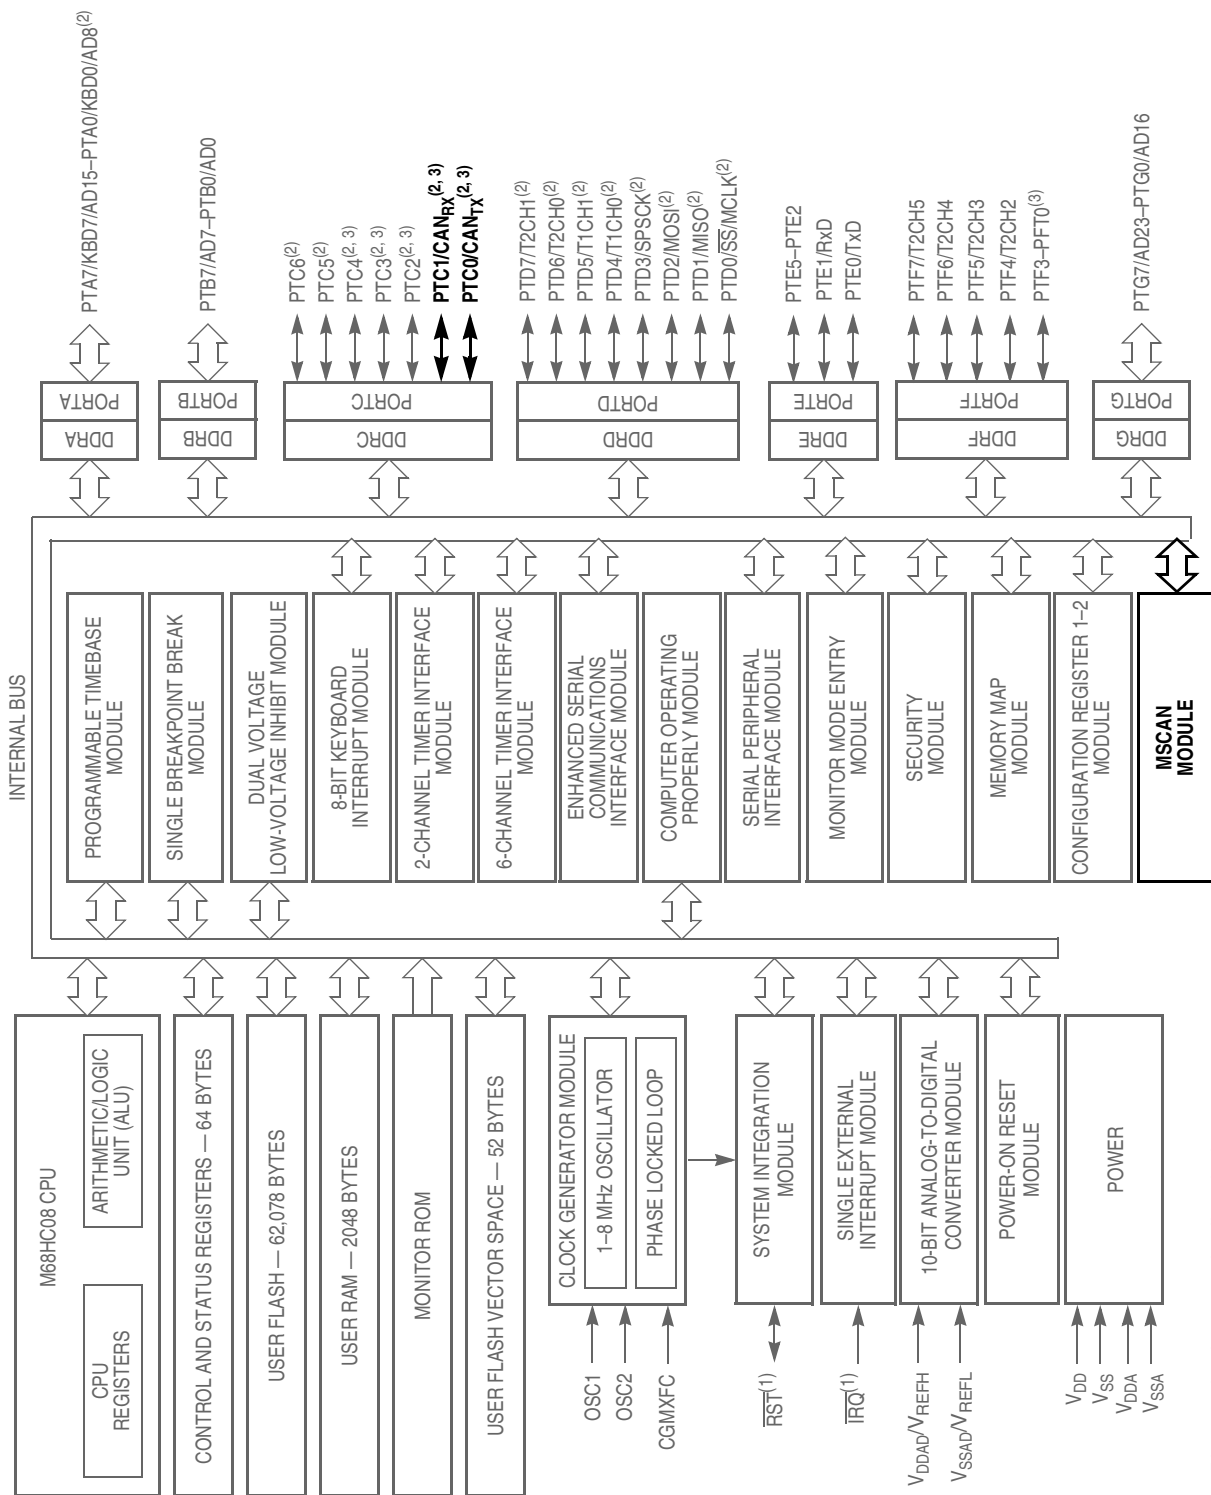 INTERNAL BUS
M68HC08 CPU
CPU
REGISTERS
ARITHMETIC/LOGIC
UNIT (ALU)
CONTROL AND STATUS REGISTERS — 64 BYTES
USER FLASH — 62,078 BYTES
USER RAM — 2048 BYTES
MONITOR ROM
USER FLASH VECTOR SPACE — 52 BYTES
CLOCK GENERATOR MODULE
1–8 MHz OSCILLATOR
PHASE LOCKED LOOP
OSC1
OSC2
CGMXFC
SYSTEM INTEGRATION
MODULE
RST(1)
SINGLE EXTERNAL
INTERRUPT MODULE
IRQ(1)
10-BIT ANALOG-TO-DIGITAL
CONVERTER MODULE
VDDAD/VREFH
VSSAD/VREFL
POWER-ON RESET
MODULE
POWER
VDD
VSS
VDDA
VSSA
PROGRAMMABLE TIMEBASE
MODULE
SINGLE BREAKPOINT BREAK
MODULE
DUAL VOLTAGE
LOW-VOLTAGE INHIBIT MODULE
8-BIT KEYBOARD
INTERRUPT MODULE
2-CHANNEL TIMER INTERFACE
MODULE
6-CHANNEL TIMER INTERFACE
MODULE
ENHANCED SERIAL
COMMUNICATIONS
INTERFACE MODULE
COMPUTER OPERATING
PROPERLY MODULE
SERIAL PERIPHERAL
INTERFACE MODULE
MONITOR MODE ENTRY
MODULE
SECURITY
MODULE
MEMORY MAP
MODULE
CONFIGURATION REGISTER 1–2
MODULE
MSCAN
MODULE
DDRA
PORTA
PTA7/KBD7/AD15–PTA0/KBD0/AD8(2)
DDRB
PORTB
PTB7/AD7–PTB0/AD0
DDRC
PORTC
PTC6(2)
PTC5(2)
PTC4(2, 3)
PTC3(2, 3)
PTC2(2, 3)
PTC1/CANRX(2, 3)
PTC0/CANTX(2, 3)
DDRD
PORTD
PTD7/T2CH1(2)
PTD6/T2CH0(2)
PTD5/T1CH1(2)
PTD4/T1CH0(2)
PTD3/SPSCK(2)
PTD2/MOSI(2)
PTD1/MISO(2)
PTD0/SS/MCLK(2)
DDRE
PORTE
PTE5–PTE2
PTE1/RxD
PTE0/TxD
DDRF
PORTF
PTF7/T2CH5
PTF6/T2CH4
PTF5/T2CH3
PTF4/T2CH2
PTF3–PFT0(3)
DDRG
PORTG
PTG7/AD23–PTG0/AD16